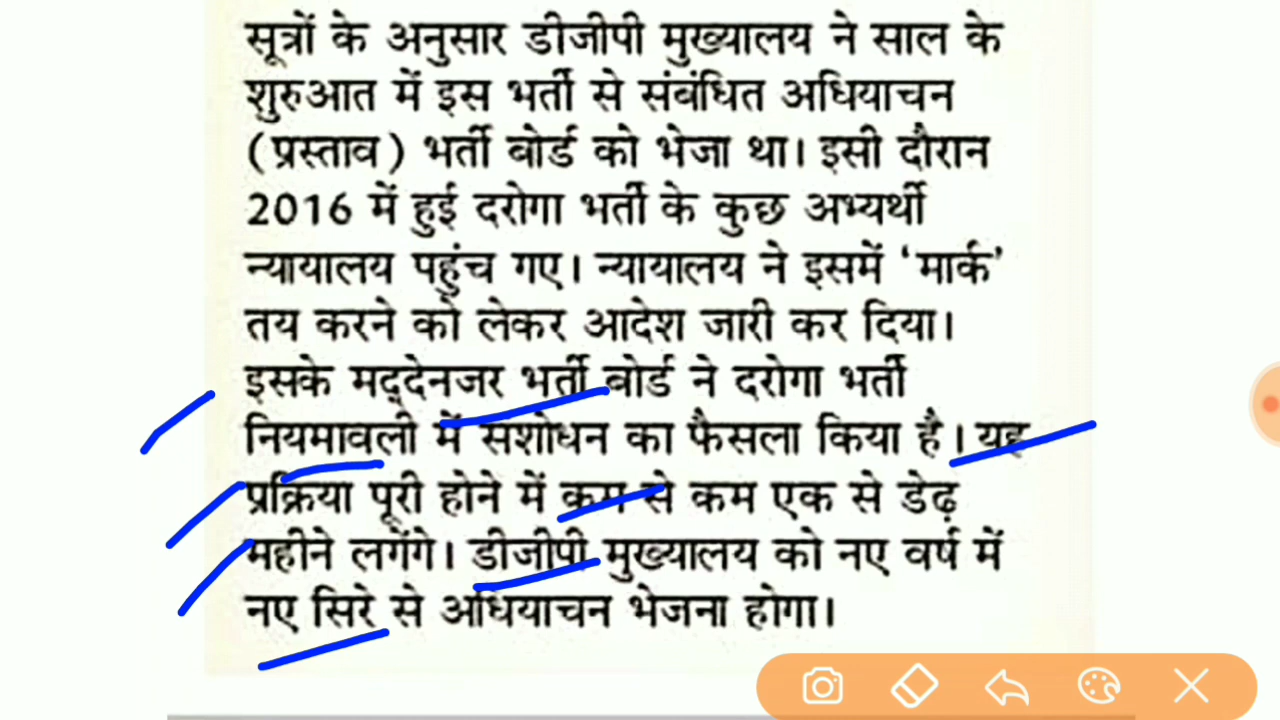 सूत्रों के अनुसार डीजीपी मुख्यालय ने साल के
शुरुआत में इस भर्ती से संबंधित अधियाचन
(प्रस्ताव) भर्ती बोर्ड को भेजा था। इसी दौरान
2016 में हुई दरोगा भर्ती के कुछ अभ्यर्थी
न्यायालय पहुंच गए। न्यायालय ने इसमें ‘मार्क’
तय करने को लेकर आदेश जारी कर दिया।
इसके मद्देनजर भर्ती बोर्ड ने दरोगा भर्ती
नियमावली में संशोधन का फैसला किया है। यह
प्रक्रिया पूरी होने में कम से कम एक से डेढ़
महीने लगेंगे। डीजीपी मुख्यालय को नए वर्ष में
नए सिरे से अधियाचन भेजना होगा।